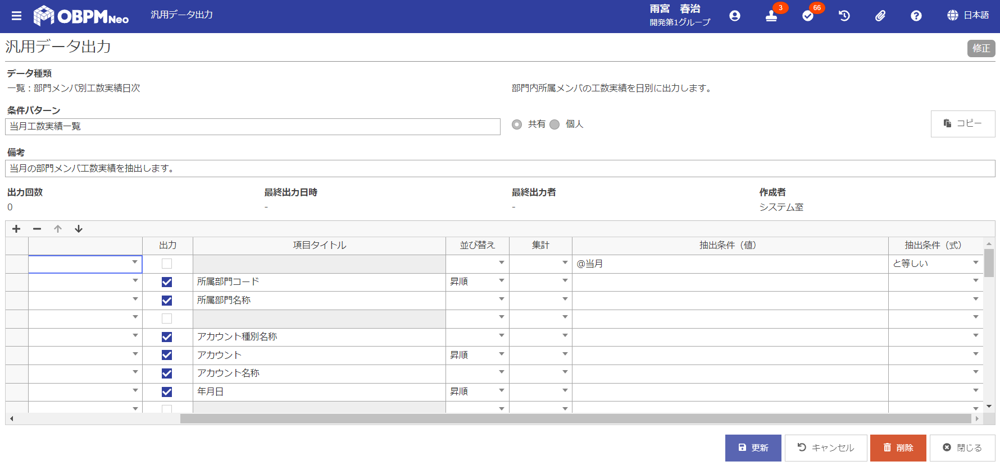 OBPM Neo
汎用データ出力
雨宮　春治
開発第1グループ
3
66
日本語
汎用データ出力
修正
データ種類
一覧：部門メンバ別工数実績日次
部門内所属メンバの工数実績を日別に出力します。
条件パターン
当月工数実績一覧
共有
個人
コピー
備考
当月の部門メンバ工数実績を抽出します。
出力回数
最終出力日時
最終出力者
作成者
0
-
-
システム室
出力
項目タイトル
並び替え
集計
抽出条件（値）
抽出条件（式）
@当月
と等しい
所属部門コード
昇順
所属部門名称
アカウント種別名称
アカウント
昇順
アカウント名称
年月日
昇順
更新
キャンセル
削除
閉じる